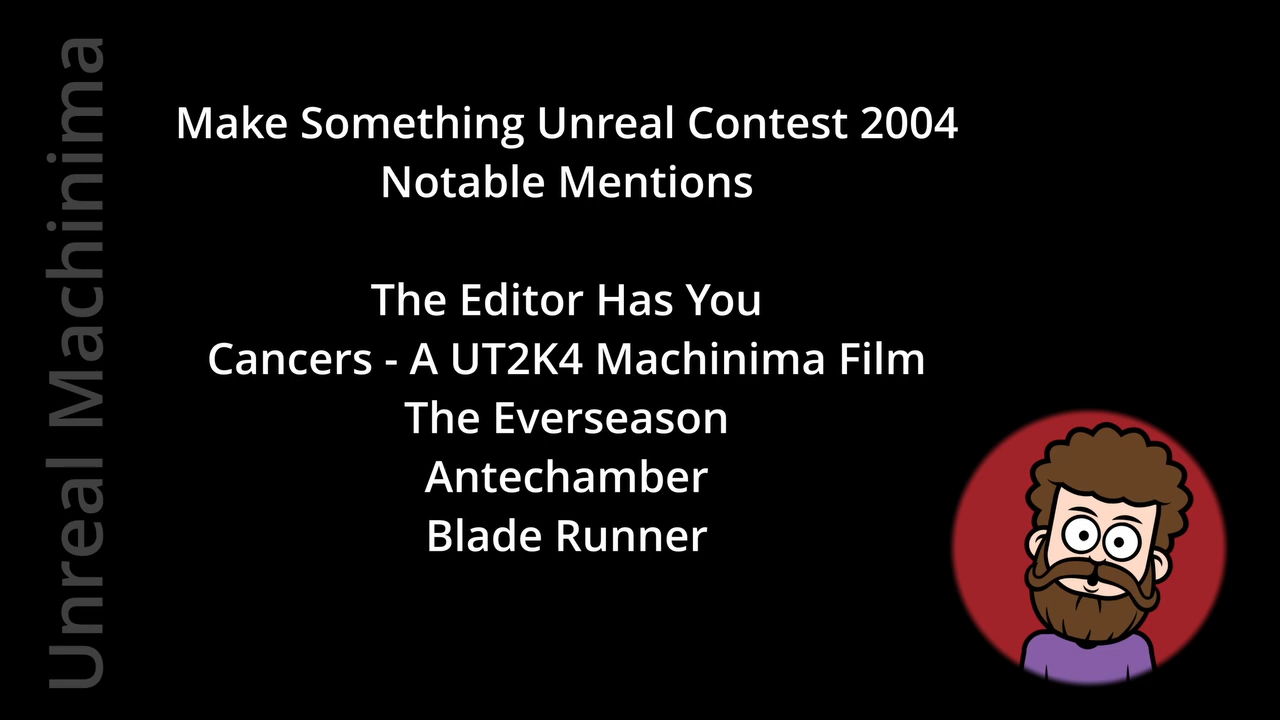 Unreal Machinima
Make Something Unreal Contest 2004
Notable Mentions
The Editor Has You
Cancers - A UT2K4 Machinima Film
The Everseason
Antechamber
Blade Runner